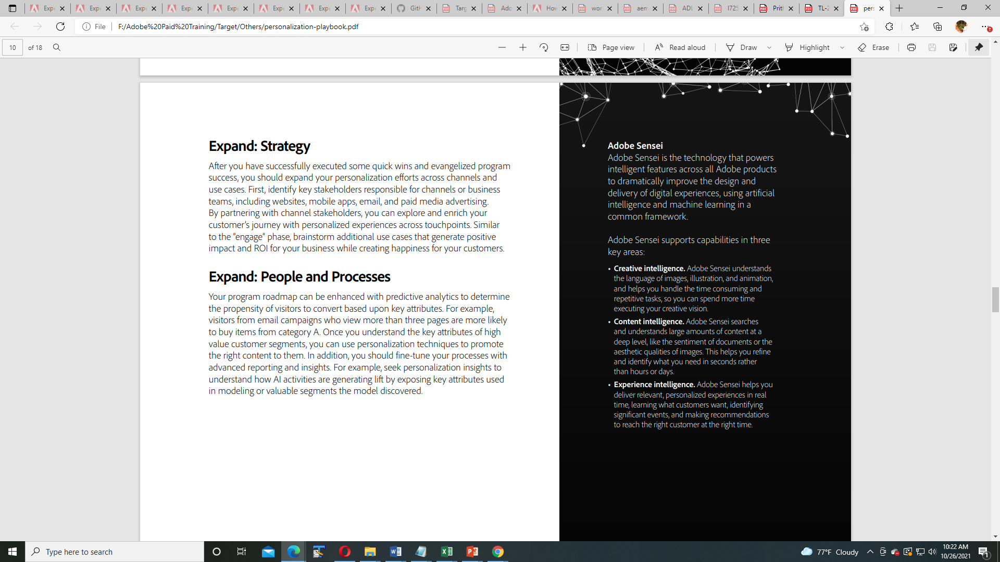 Expe
Expe
Expe
Expe
Expe
Expe
Expe
Expe
Gith
Targ
Ado
How
wor
aem
ADL
I725
Prith
TL-2
pers
File
F:/Adobe%20Paid%20Training/Target/Others/personalization-playbook.pdf
10 of 18
Page view
Read aloud
Draw
Highlight
Erase
Expand: Strategy
After you have successfully executed some quick wins and evangelized program
success, you should expand your personalization efforts across channels and
use cases. First, identify key stakeholders responsible for channels or business
teams, including websites, mobile apps, email, and paid media advertising.
By partnering with channel stakeholders, you can explore and enrich your
customer's journey with personalized experiences across touchpoints. Similar
to the "engage" phase, brainstorm additional use cases that generate positive
impact and ROI for your business while creating happiness for your customers.
Expand: People and Processes
Your program roadmap can be enhanced with predictive analytics to determine
the propensity of visitors to convert based upon key attributes. For example,
visitors from email campaigns who view more than three pages are more likely
to buy items from category A. Once you understand the key attributes of high
value customer segments, you can use personalization techniques to promote
the right content to them. In addition, you should fine-tune your processes with
advanced reporting and insights. For example, seek personalization insights to
understand how AI activities are generating lift by exposing key attributes used
in modeling or valuable segments the model discovered.
Adobe Sensei
Adobe Sensei is the technology that powers
intelligent features across all Adobe products
to dramatically improve the design and
delivery of digital experiences, using artificial
intelligence and machine learning in a
common framework.
Adobe Sensei supports capabilities in three
key areas:
• Creative intelligence. Adobe Sensei understands
the language of images, illustration, and animation,
and helps you handle the time consuming and
repetitive tasks, so you can spend more time
executing your creative vision.
• Content intelligence. Adobe Sensei searches
and understands large amounts of content at a
deep level, like the sentiment of documents or the
aesthetic qualities of images. This helps you refine
and identify what you need in seconds rather
than hours or days.
• Experience intelligence. Adobe Sensei helps you
deliver relevant, personalized experiences in real
time, learning what customers want, identifying
significant events, and making recommendations
to reach the right customer at the right time.
Type here to search
77°F Cloudy
10:22 AM
10/26/2021
1